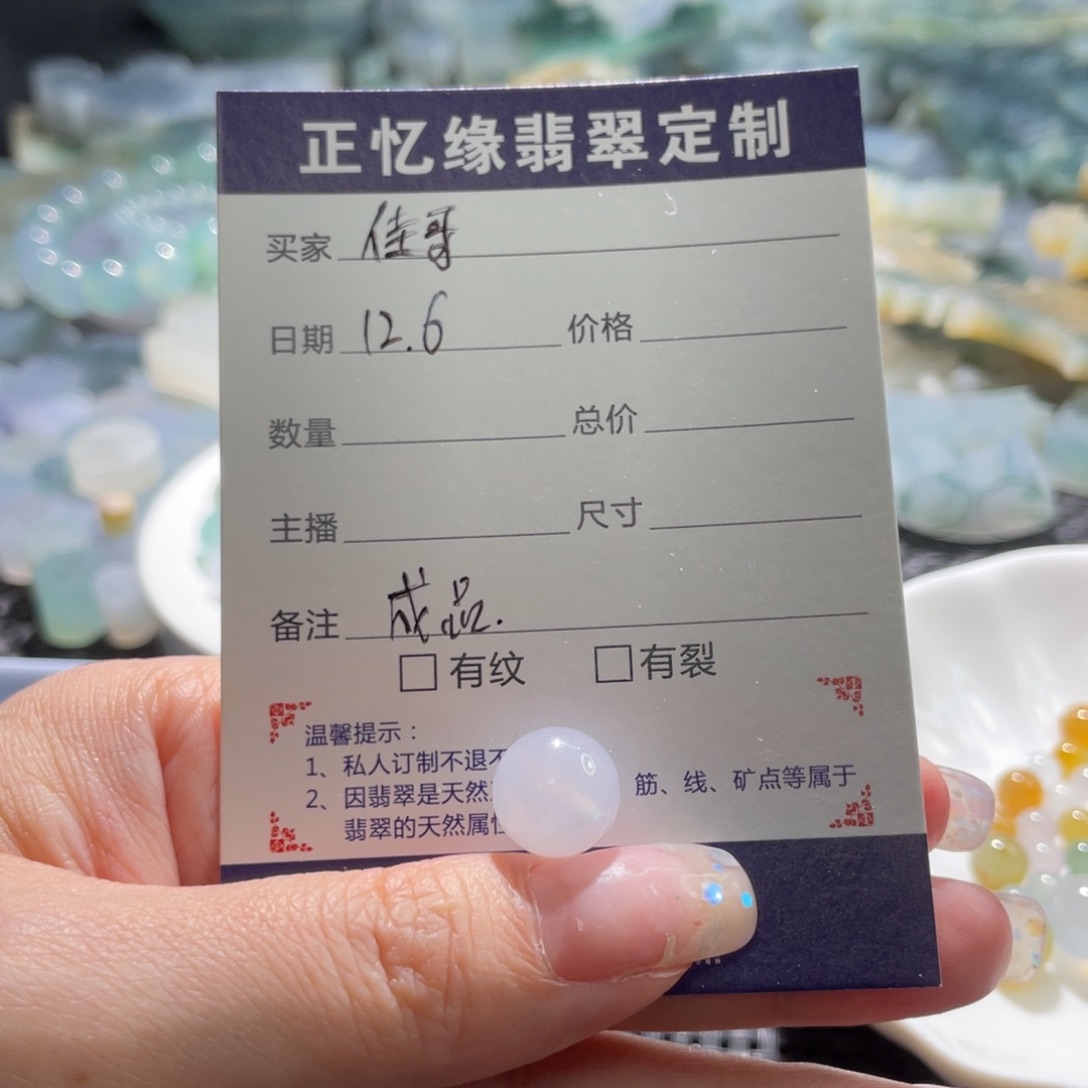 正忆缘翡翠定制
买家 佳哥
日期 12.6 价格
数量 总价
主播 尺寸
备注 成品.
□有纹 □有裂
温馨提示：
1、私人订制不退不
2、因翡翠是天然 筋、线、矿点等属于
翡翠的天然属性